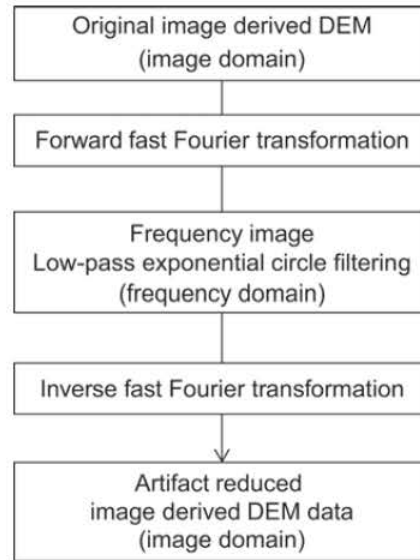 Original image derived DEM
(image domain)
Forward fast Fourier transformation
Frequency image
Low-pass exponential circle filtering
(frequency domain)
Inverse fast Fourier transformation
Artifact reduced
image derived DEM data
(image domain)